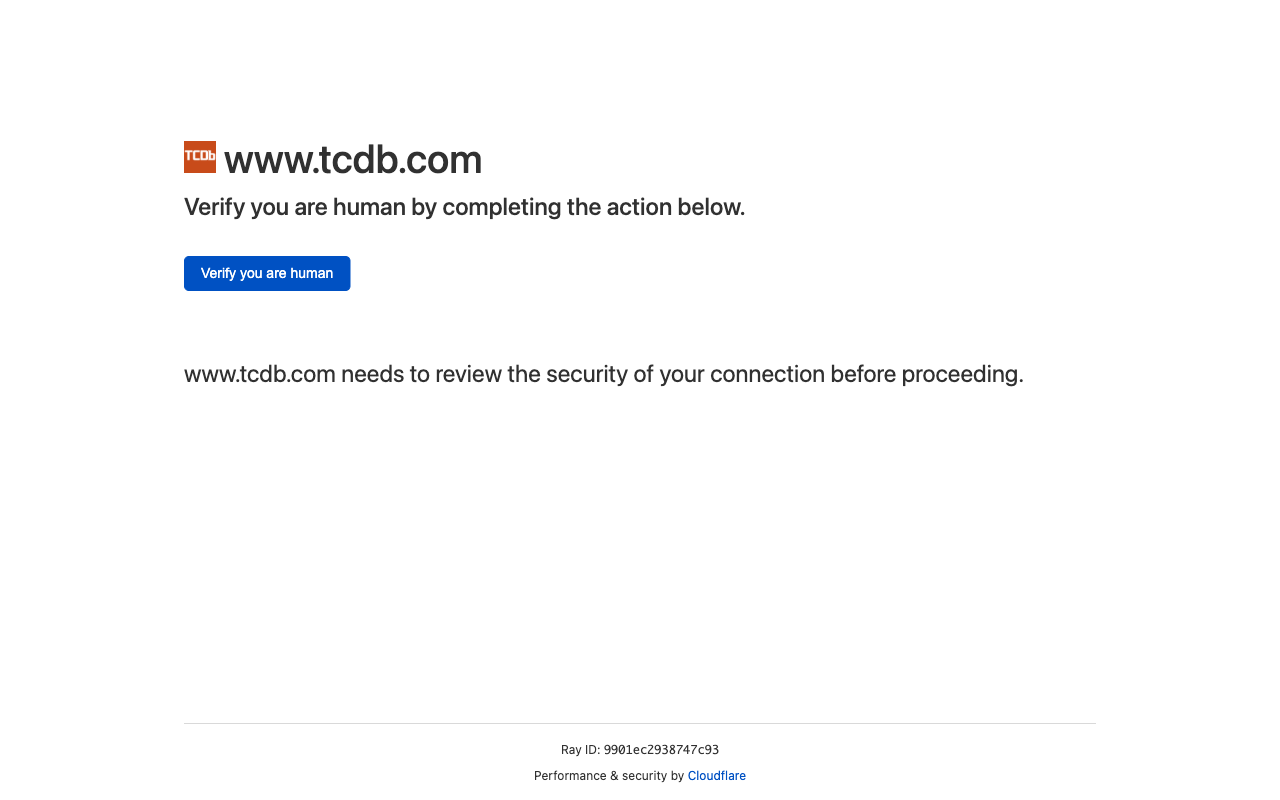 TCDb www.tcdb.com
Verify you are human by completing the action below.
Verify you are human
www.tcdb.com needs to review the security of your connection before proceeding.
Ray ID: 9901ec2938747c93
Performance & security by Cloudflare